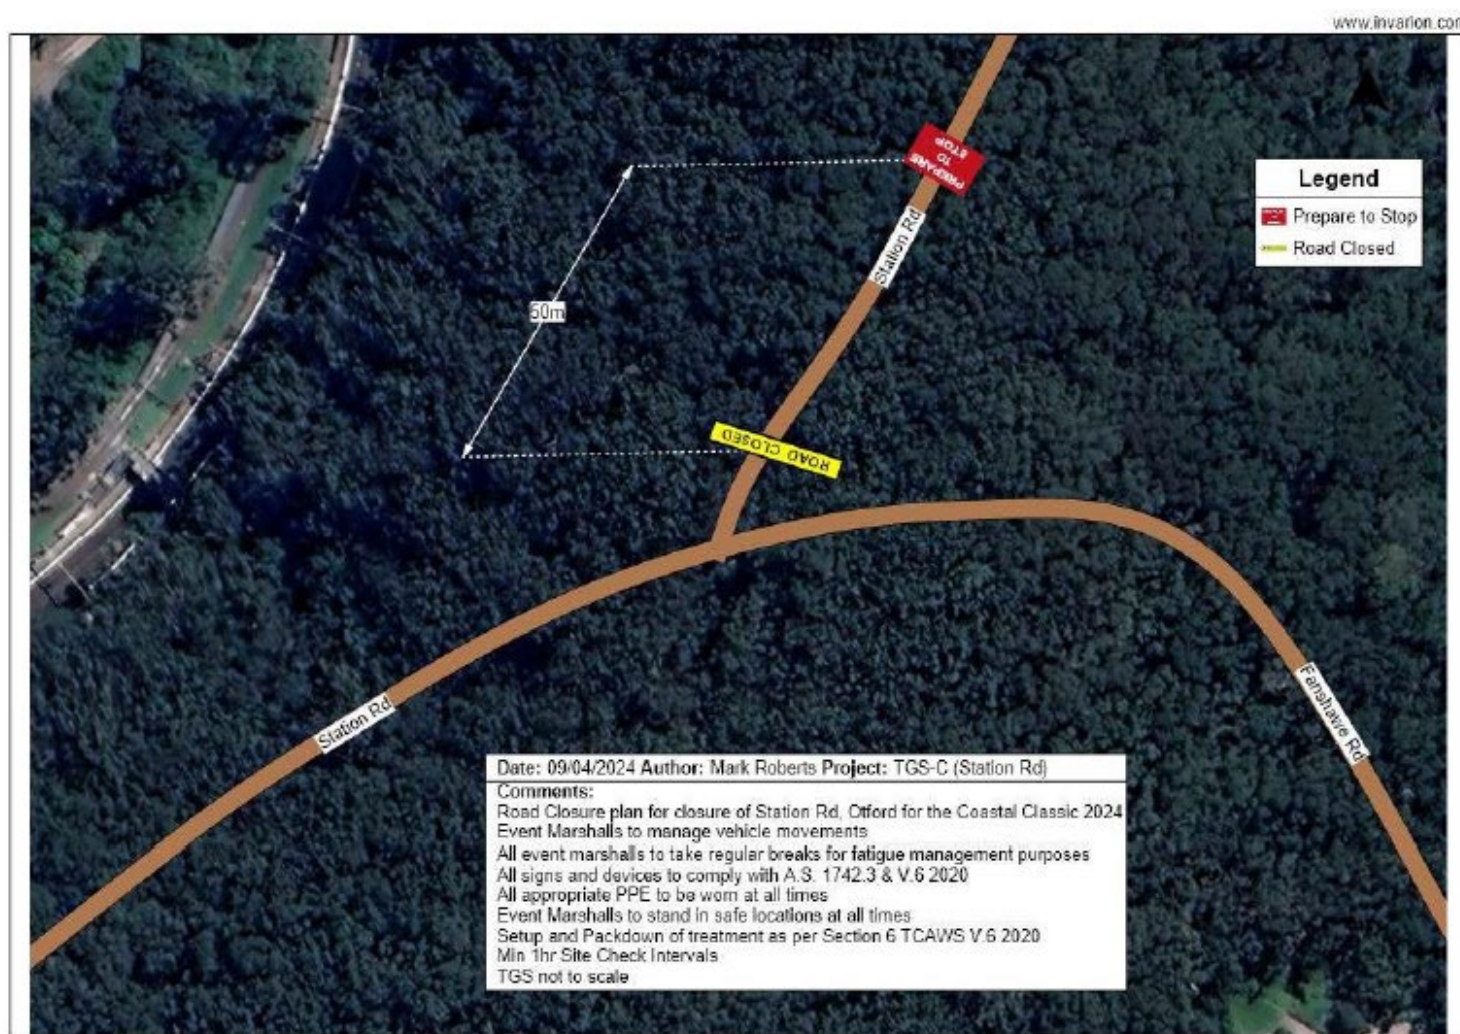 www.invarion.com
PREPARE
TO
STOP
Legend
Prepare to Stop
Road Closed
Station Rd
50m
ROAD CLOSED
Station Rd
Fanshawe Rd
Date: 09/04/2024 Author: Mark Roberts Project: TGS-C (Station Rd)
Comments:
Road Closure plan for closure of Station Rd, Otford for the Coastal Classic 2024
Event Marshalls to manage vehicle movements
All event marshalls to take regular breaks for fatigue management purposes
All signs and devices to comply with A.S. 1742.3 & V.6 2020
All appropriate PPE to be worn at all times
Event Marshalls to stand in safe locations at all times
Setup and Packdown of treatment as per Section 6 TCAWS V.6 2020
Min 1hr Site Check Intervals
TGS not to scale